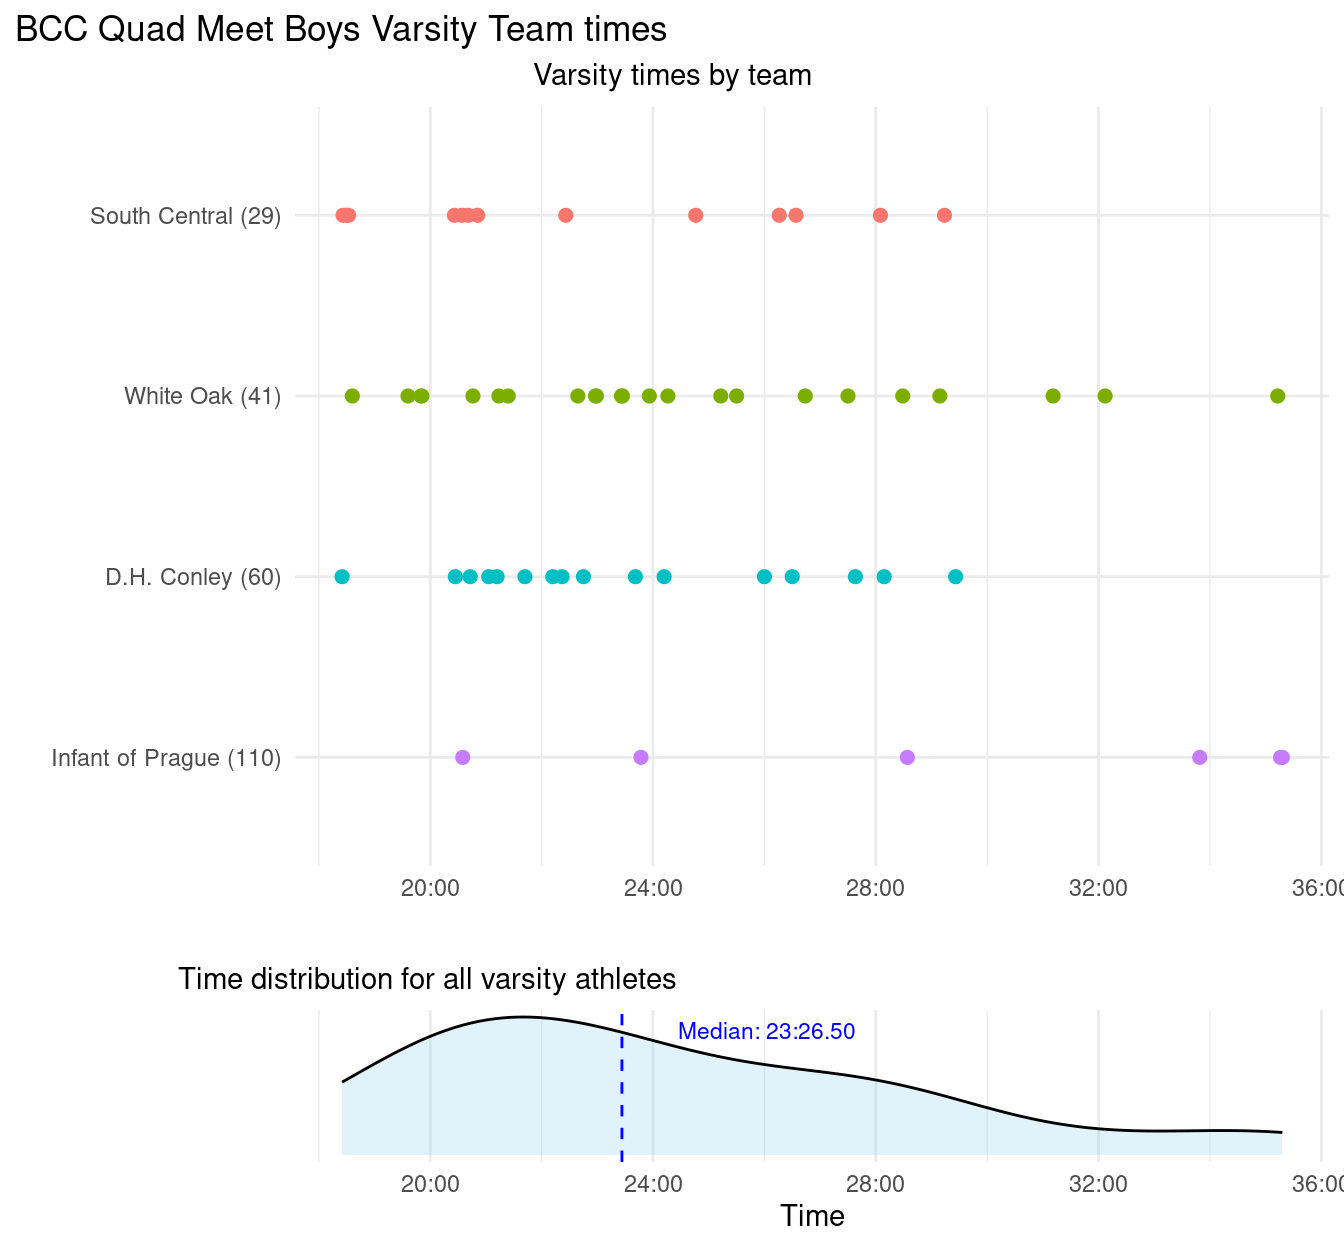 BCC Quad Meet Boys Varsity Team times
Varsity times by team
South Central (29)
White Oak (41)
D.H. Conley (60)
Infant of Prague (110)
20:00 24:00 28:00 32:00 36:00
Time distribution for all varsity athletes
Median: 23:26.50
20:00 24:00 28:00 32:00 36:00
Time